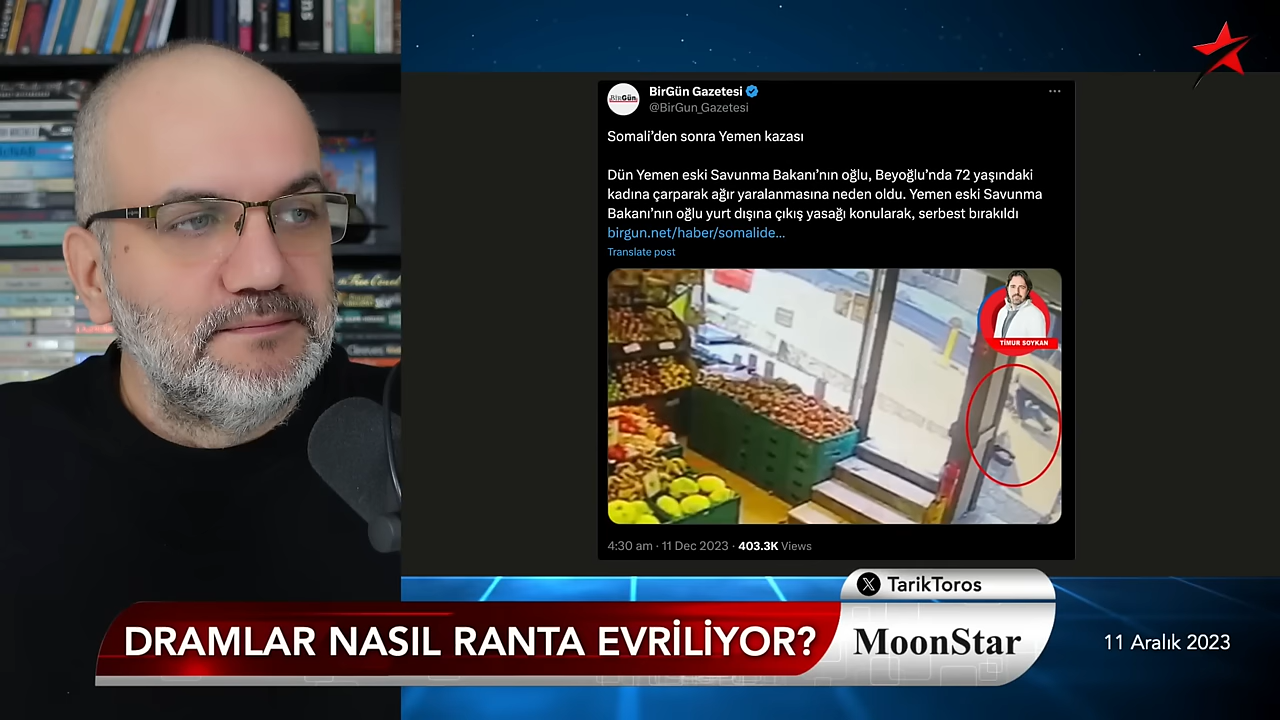 BirGün Gazetesi
@BirGun_Gazetesi
BirGün
Somali'den sonra Yemen kazası
Dün Yemen eski Savunma Bakanı'nın oğlu, Beyoğlu'nda 72 yaşındaki
kadına çarparak ağır yaralanmasına neden oldu. Yemen eski Savunma
Bakanı'nın oğlu yurt dışına çıkış yasağı konularak, serbest bırakıldı
birgun.net/haber/somalide...
Translate post
TİMUR SOYKAN
4:30 am · 11 Dec 2023 · 403.3K Views
TarikToros
DRAMLAR NASIL RANTA EVRİLİYOR?
MoonStar
11 Aralık 2023